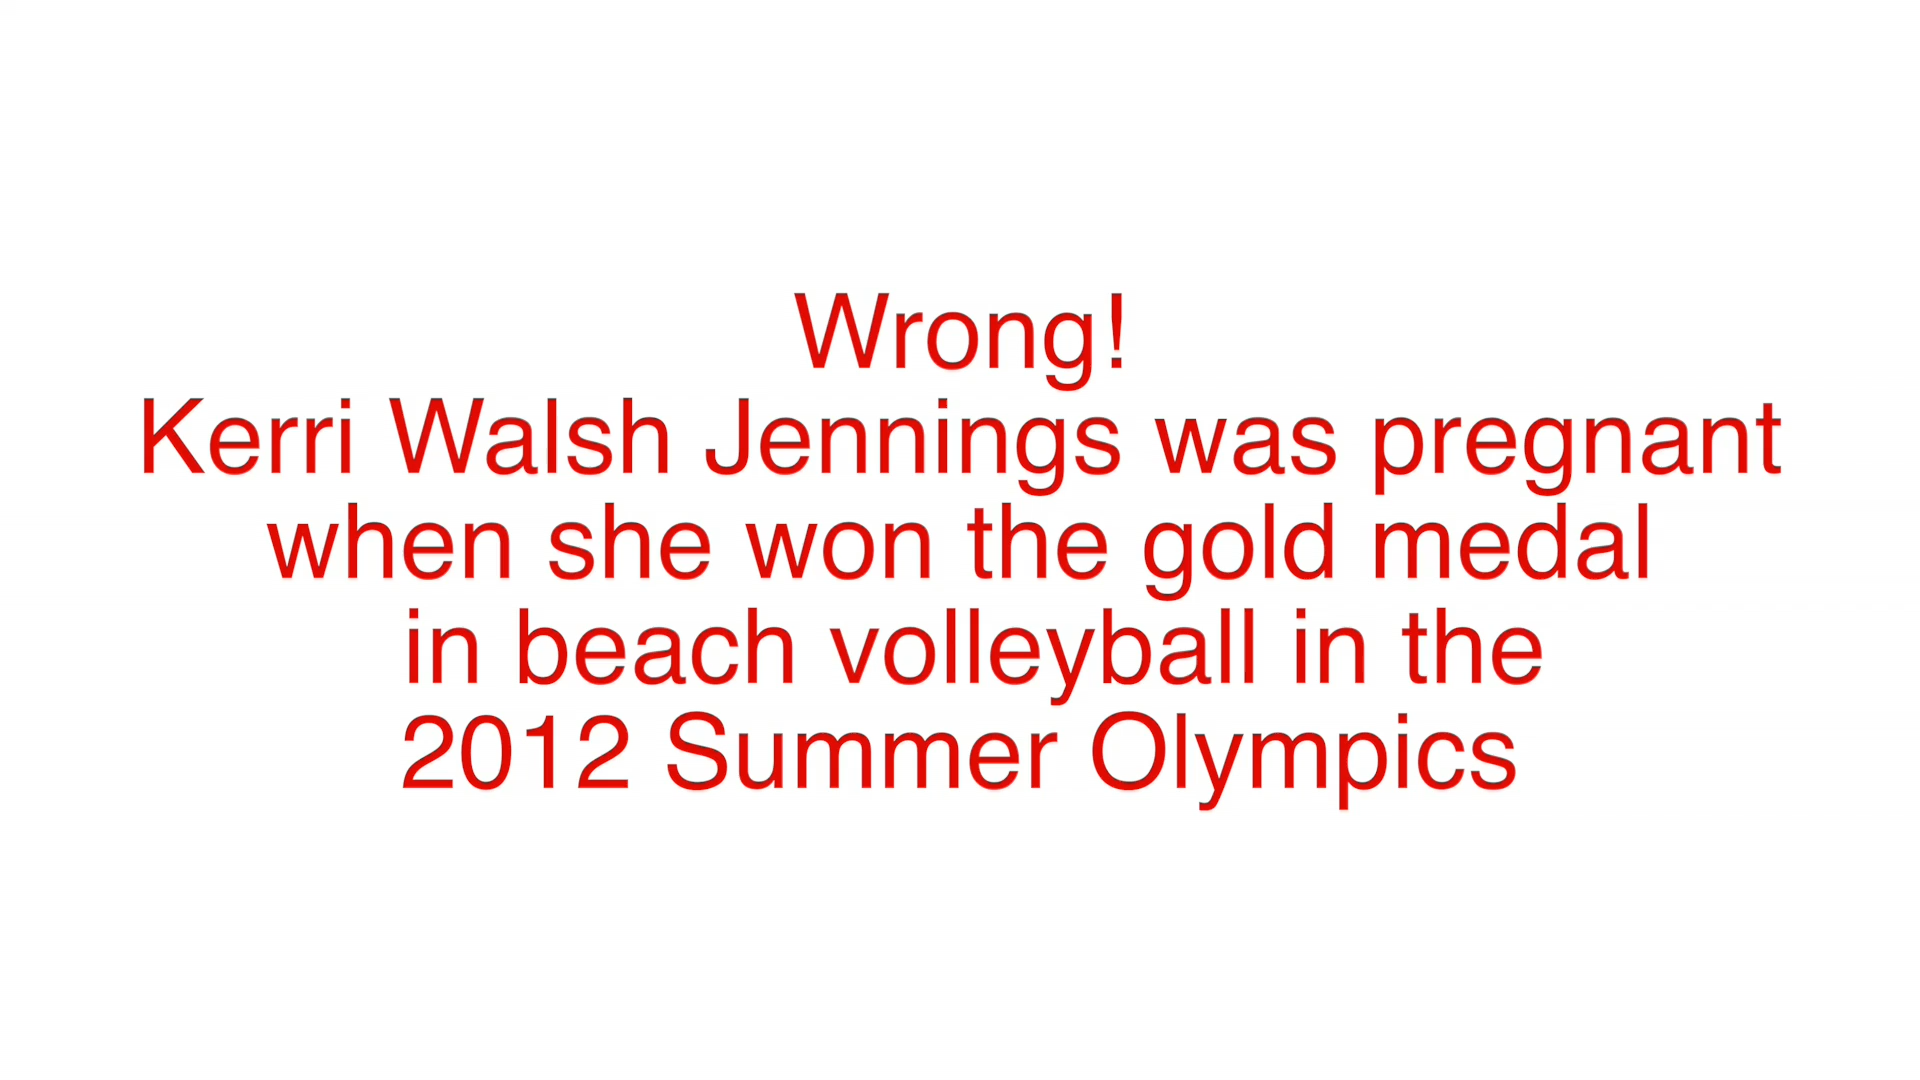 Wrong!
Kerri Walsh Jennings was pregnant
when she won the gold medal
in beach volleyball in the
2012 Summer Olympics